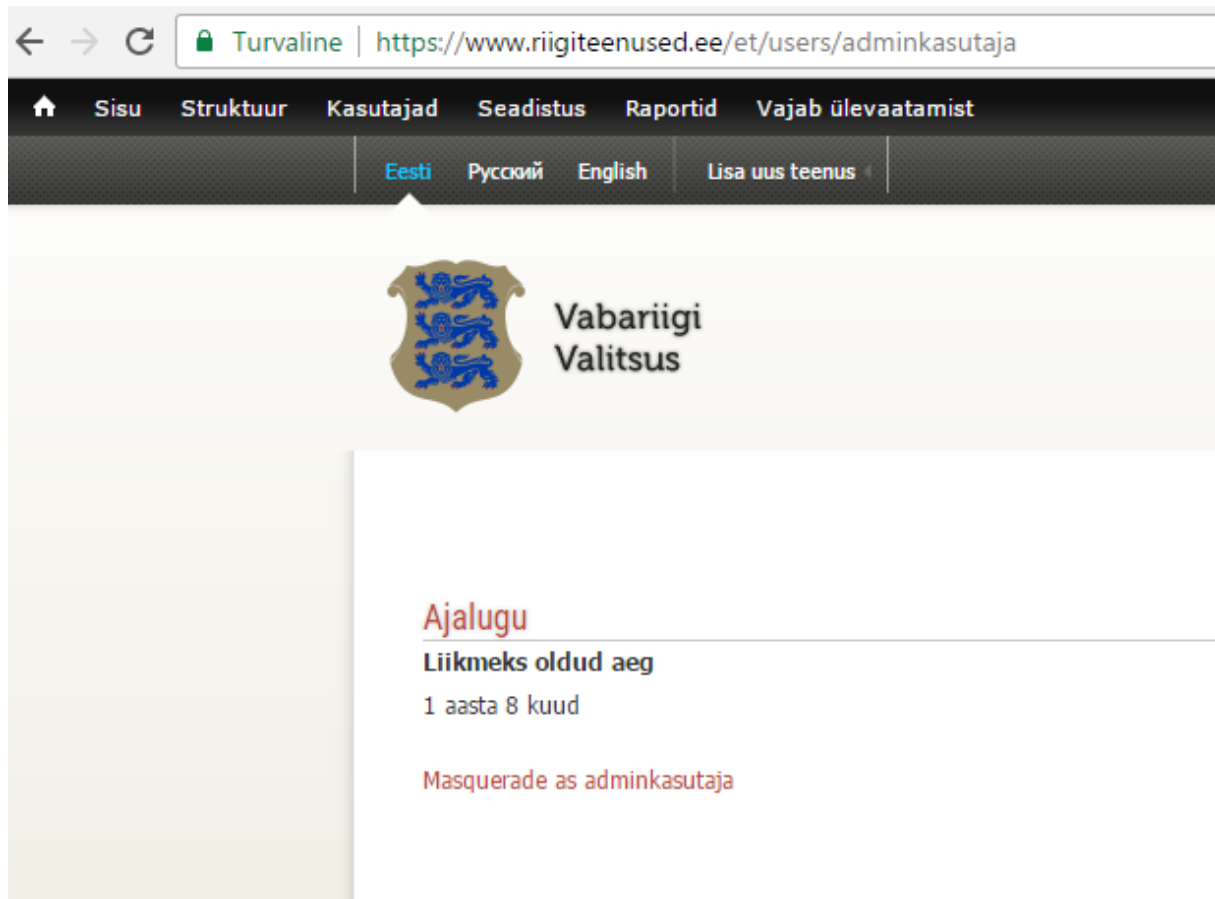 Turvaline | https://www.riigiteenused.ee/et/users/adminkasutaja
Sisu Struktuur Kasutajad Seadistus Raportid Vajab ülevaatamist
Eesti Русский English Lisa uus teenus
Vabariigi
Valitsus
Ajalugu
Liikmeks oldud aeg
1 aasta 8 kuud
Masquerade as adminkasutaja